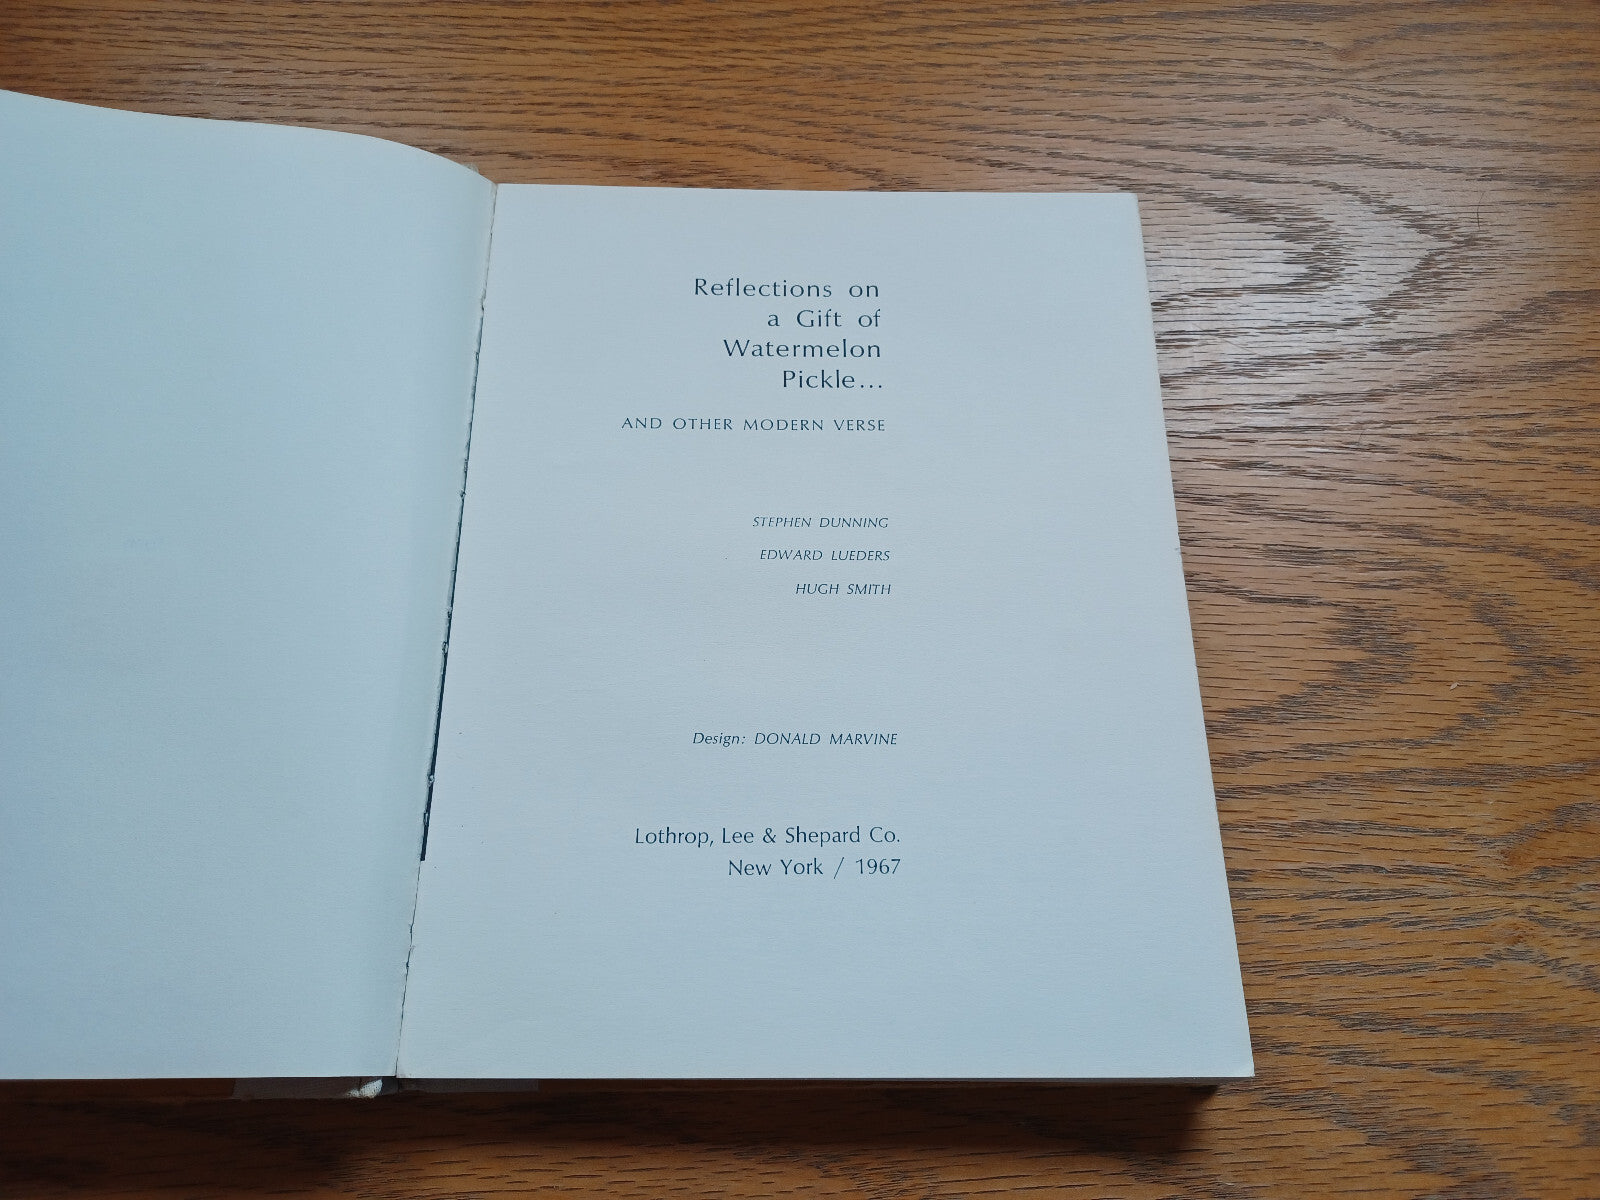 Reflections on
a Gift of
Watermelon
Pickle...
AND OTHER MODERN VERSE
STEPHEN DUNNING
EDWARD LUEDERS
HUGH SMITH
Design: DONALD MARVINE
Lothrop, Lee & Shepard Co.
New York / 1967